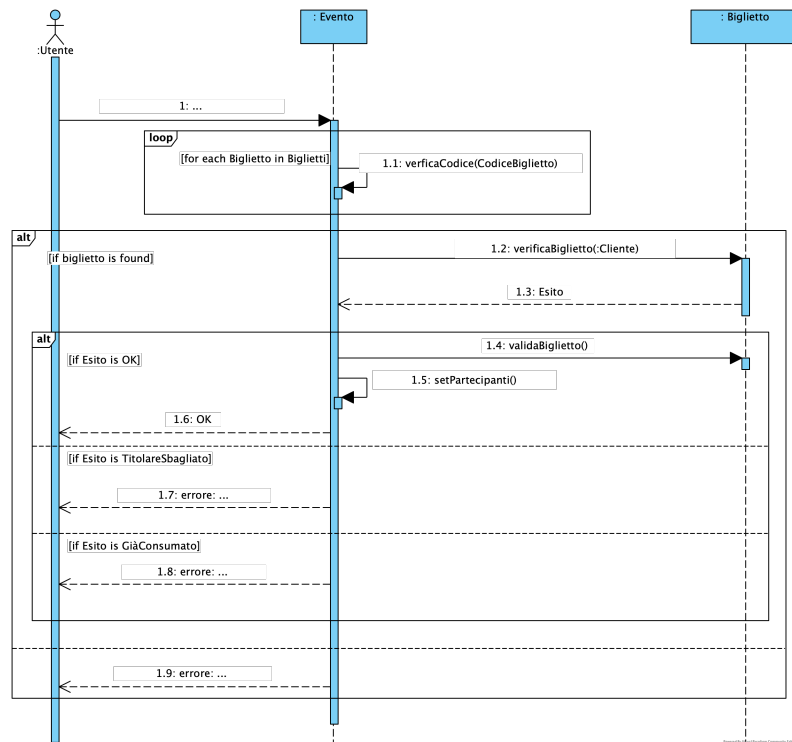 : Evento
: Biglietto
:Utente
1: ...
loop
[for each Biglietto in Biglietti]
1.1: verficaCodice(CodiceBiglietto)
alt
[if biglietto is found]
1.2: verificaBiglietto(:Cliente)
1.3: Esito
alt
[if Esito is OK]
1.4: validaBiglietto()
1.5: setPartecipanti()
1.6: OK
[if Esito is TitolareSbagliato]
1.7: errore: ...
[if Esito is GiàConsumato]
1.8: errore: ...
1.9: errore: ...